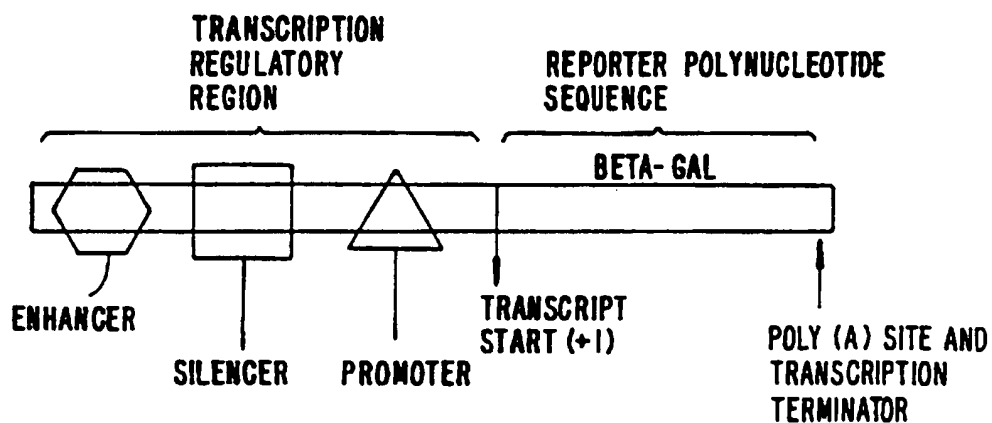 TRANSCRIPTION
REGULATORY
REGION
REPORTER POLYNUCLEOTIDE
SEQUENCE
BETA-GAL
ENHANCER
SILENCER
PROMOTER
TRANSCRIPT
START (+1)
POLY (A) SITE AND
TRANSCRIPTION
TERMINATOR